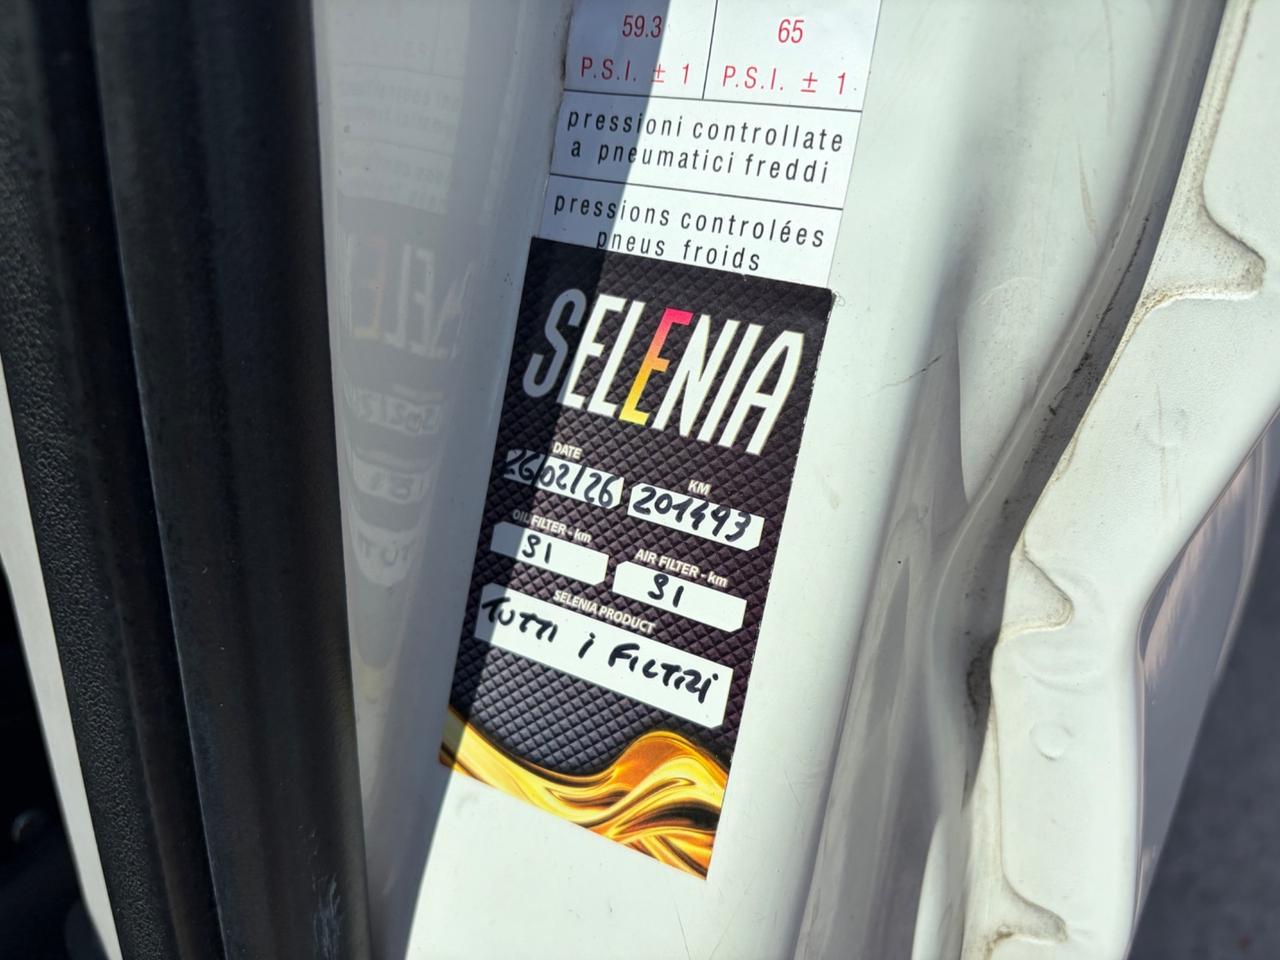 59.3 65
P.S.I. ± 1 P.S.I. ± 1
pressioni controllate
a pneumatici freddi
pressions controlées
pneus froids
SELENIA
DATE KM
26/02/26 201493
OIL FILTER - km AIR FILTER - km
SI SI
SELENIA PRODUCT
TUTTI i FILTRI